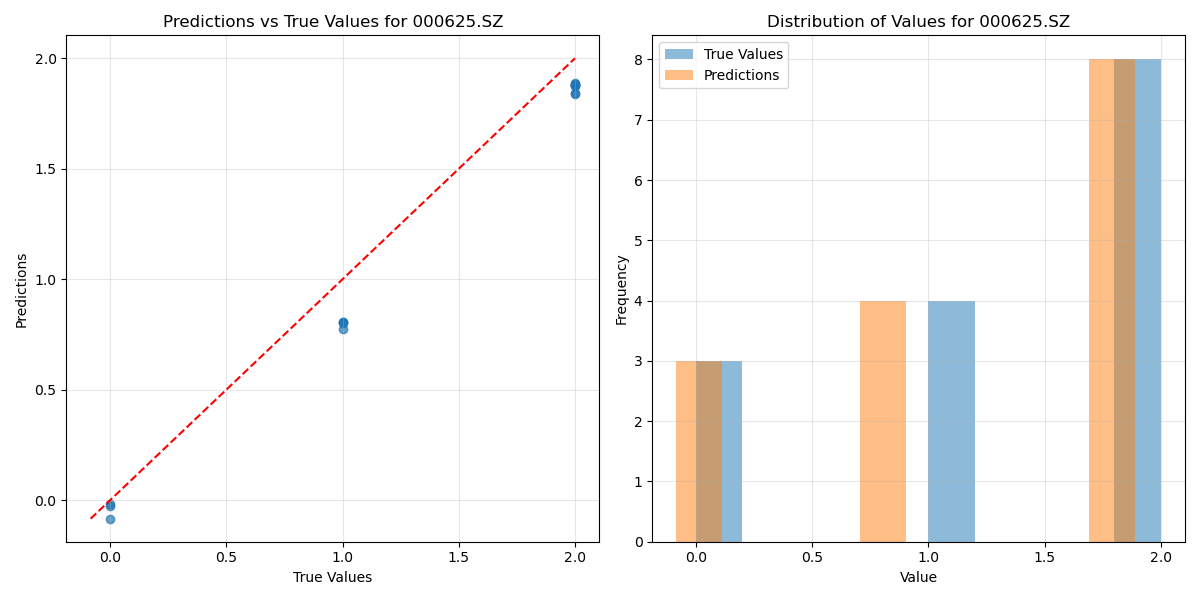 Predictions vs True Values for 000625.SZ
2.0
1.5
1.0
0.5
0.0
Predictions
0.0 0.5 1.0 1.5 2.0
True Values
Distribution of Values for 000625.SZ
True Values
Predictions
8
7
6
5
4
3
2
1
0
Frequency
0.0 0.5 1.0 1.5 2.0
Value